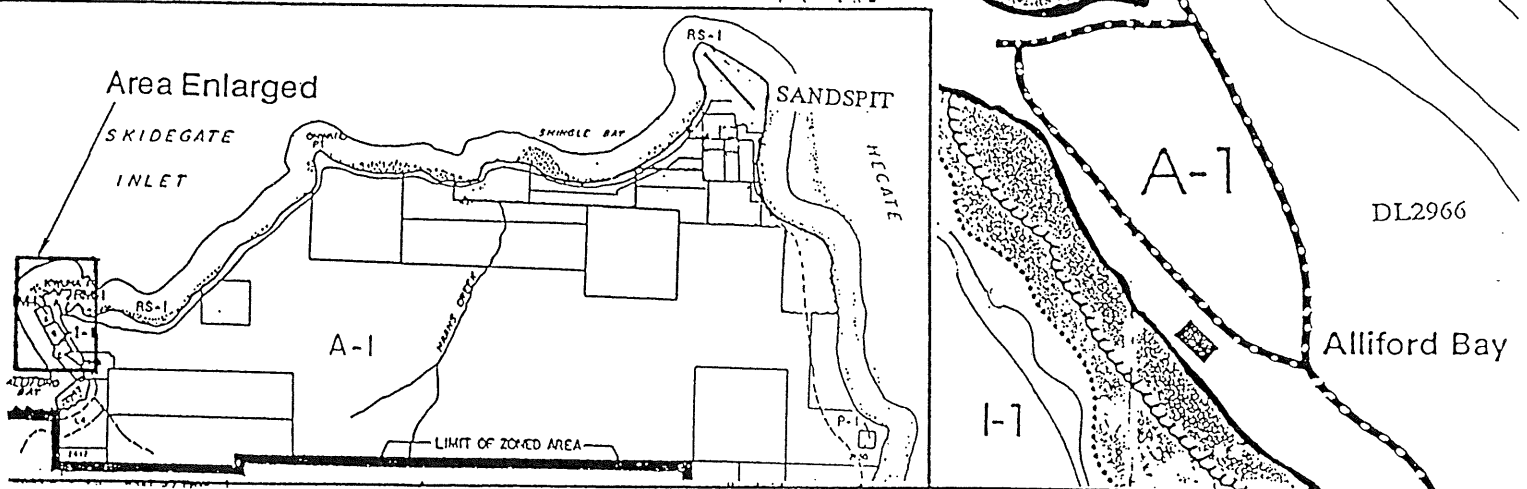 RS-1
Area Enlarged
SANDSPIT
SKIDEGATE
INLET
SHINGLE BAY
HECATE
A-1
DL2966
RS-1
A-1
Alliford Bay
I-1
P-1
LIMIT OF ZONED AREA